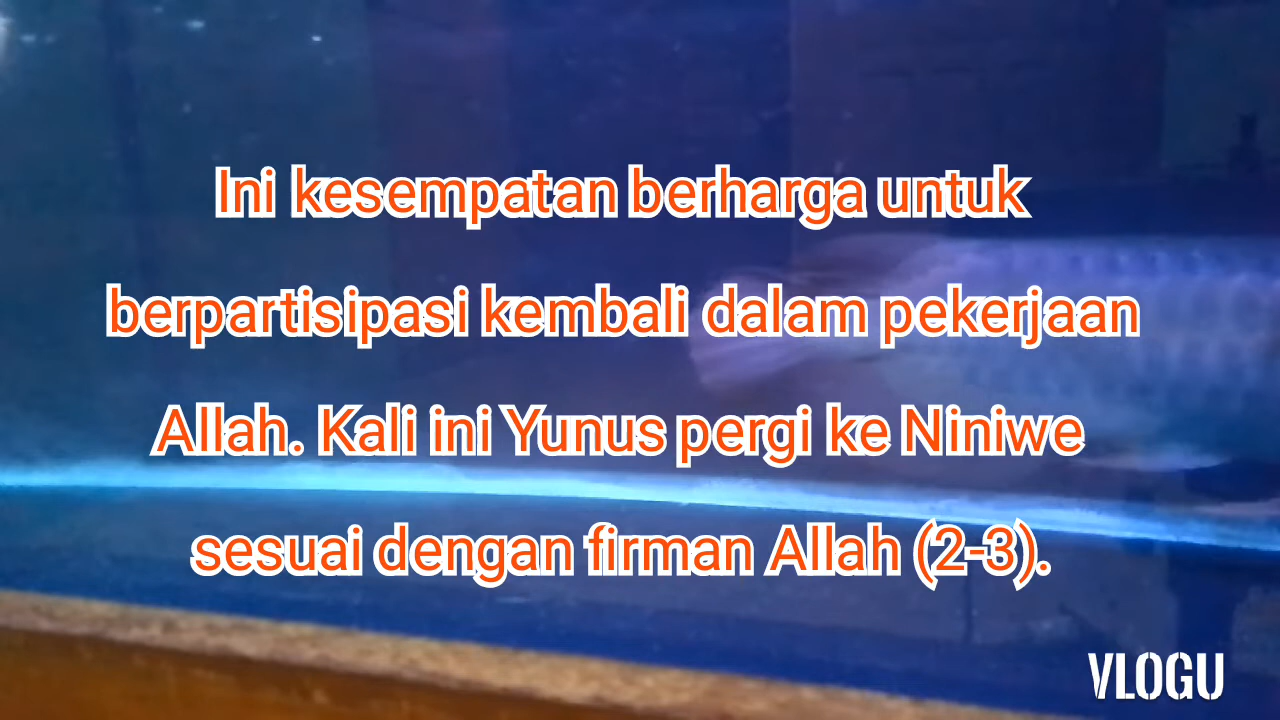 Ini kesempatan berharga untuk
berpartisipasi kembali dalam pekerjaan
Allah. Kali ini Yunus pergi ke Niniwe
sesuai dengan firman Allah (2-3).
VLOGU